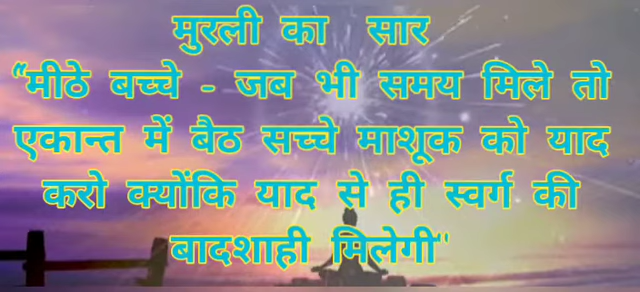 मुरली का सार
“मीठे बच्चे - जब भी समय मिले तो
एकान्त में बैठ सच्चे माशूक को याद
करो क्योंकि याद से ही स्वर्ग की
बादशाही मिलेगी"